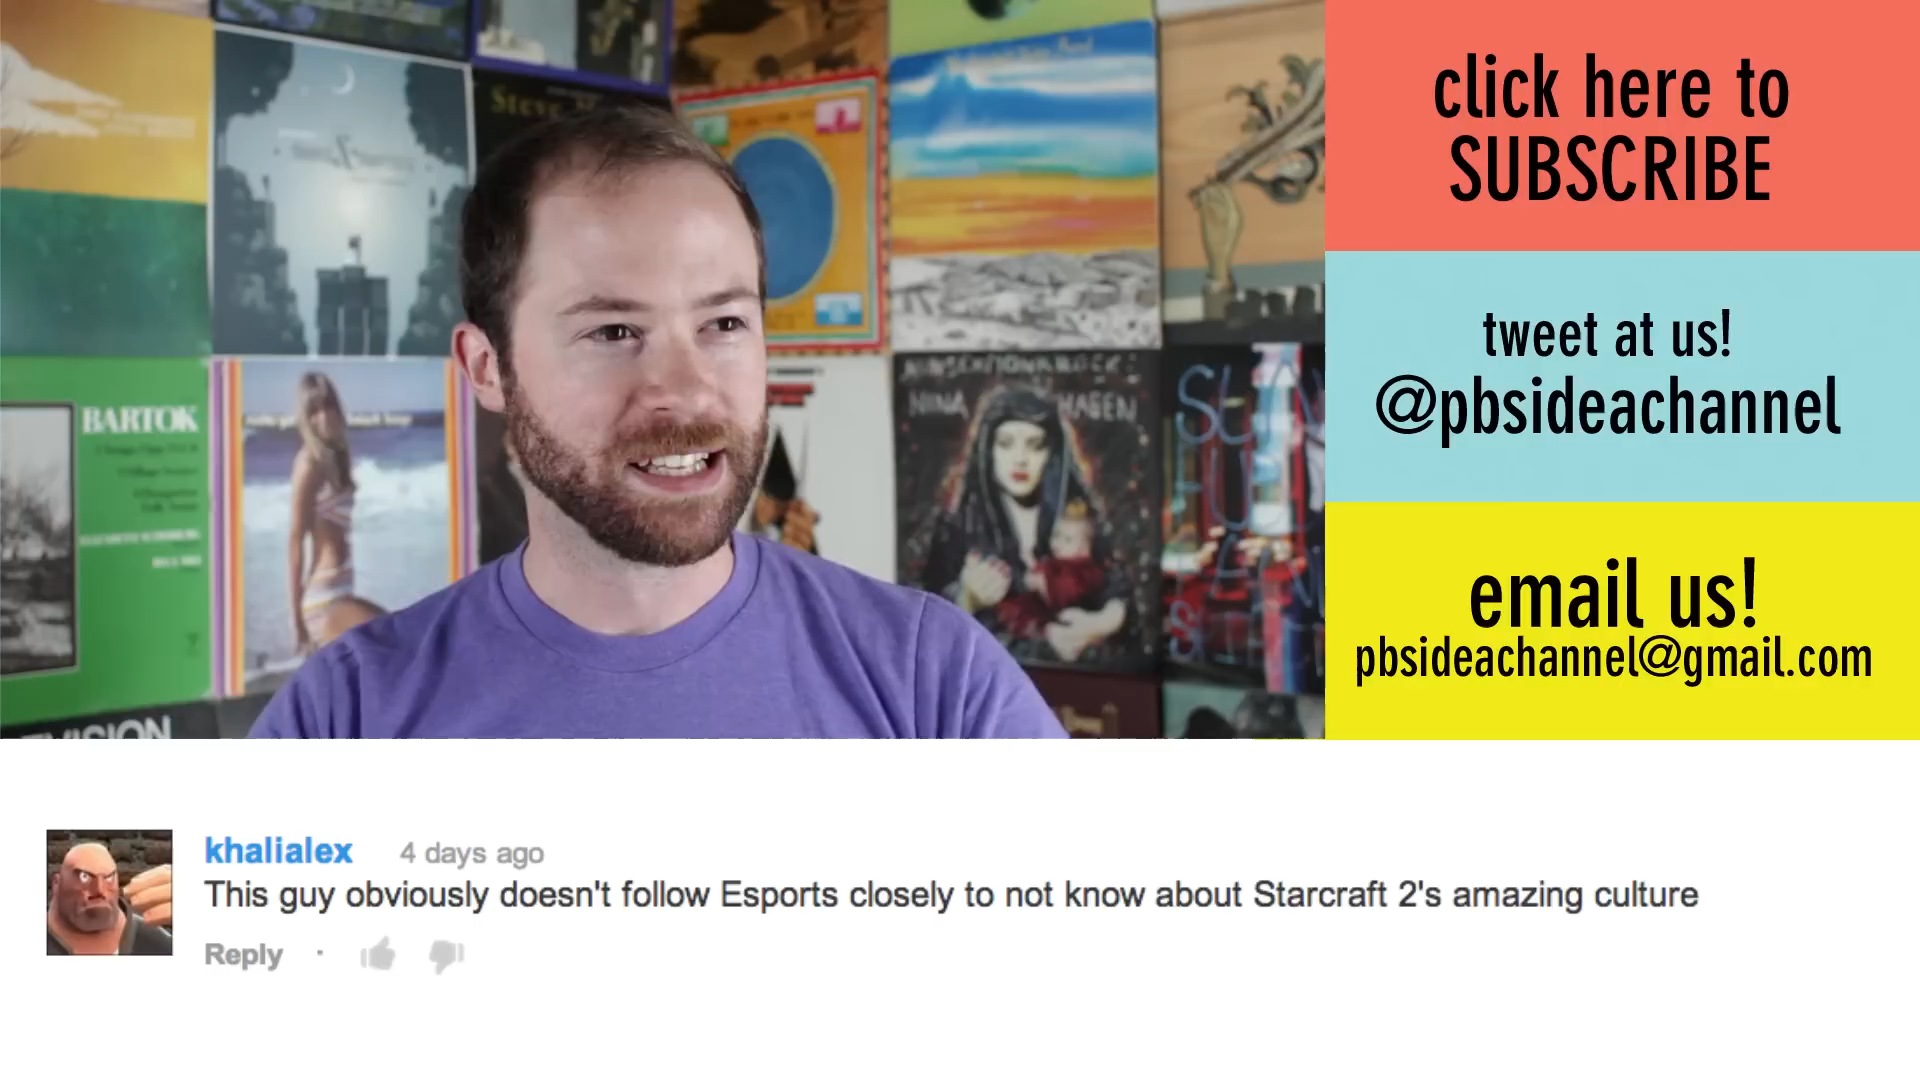 click here to
SUBSCRIBE
tweet at us!
@pbsideachannel
email us!
pbsideachannel@gmail.com
Steve
BARTOK
NINA HAGEN
khalialex 4 days ago
This guy obviously doesn't follow Esports closely to not know about Starcraft 2's amazing culture
Reply ·